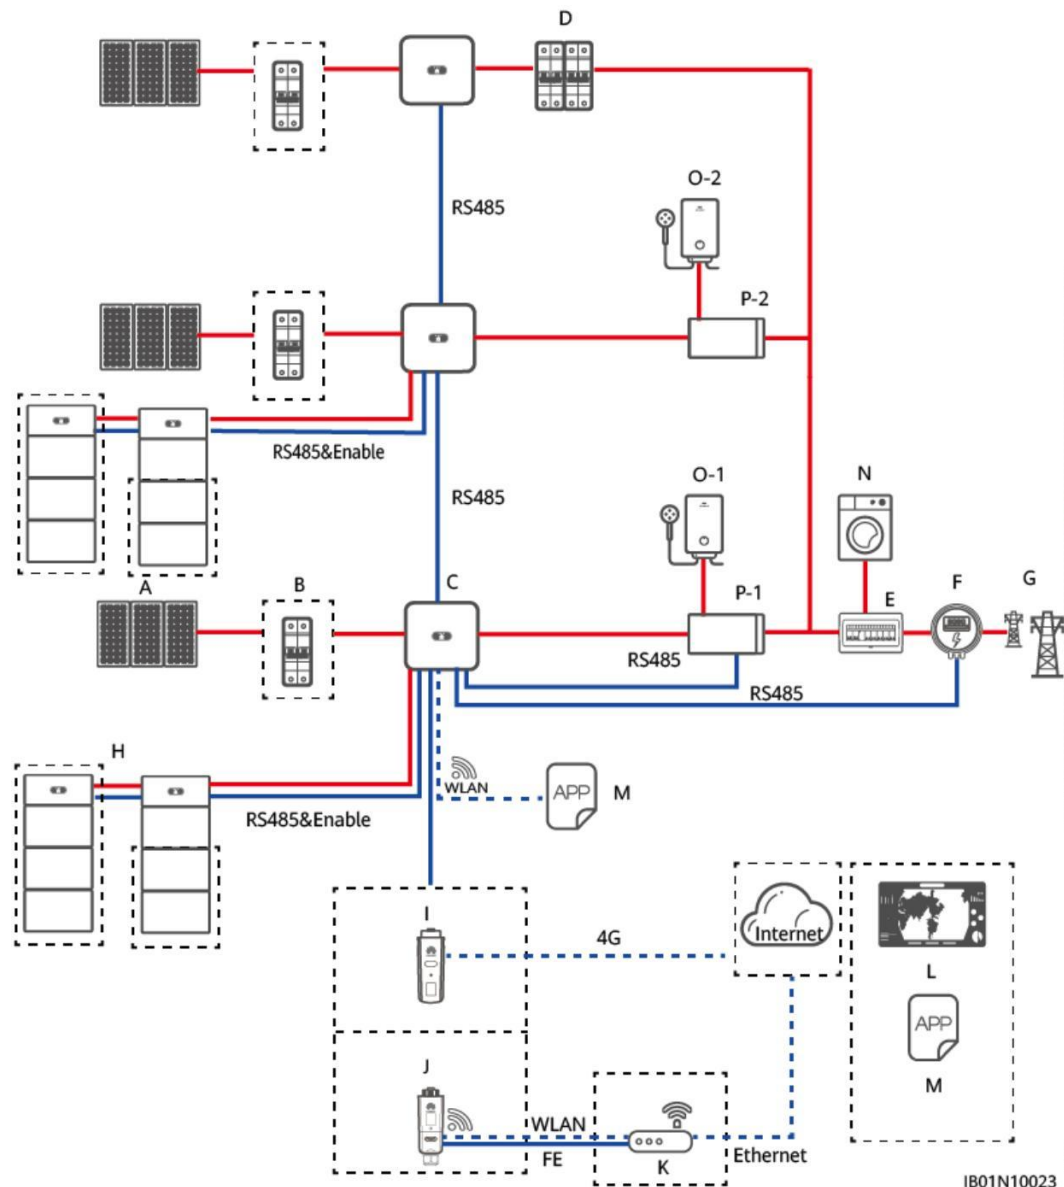 D
O-2
RS485
P-2
RS485&Enable
RS485
O-1
N
A
B
C
P-1
E
F
G
RS485
RS485
H
WLAN
APP
M
RS485&Enable
I
4G
Internet
L
APP
M
J
WLAN
FE
K
Ethernet
IB01N10023